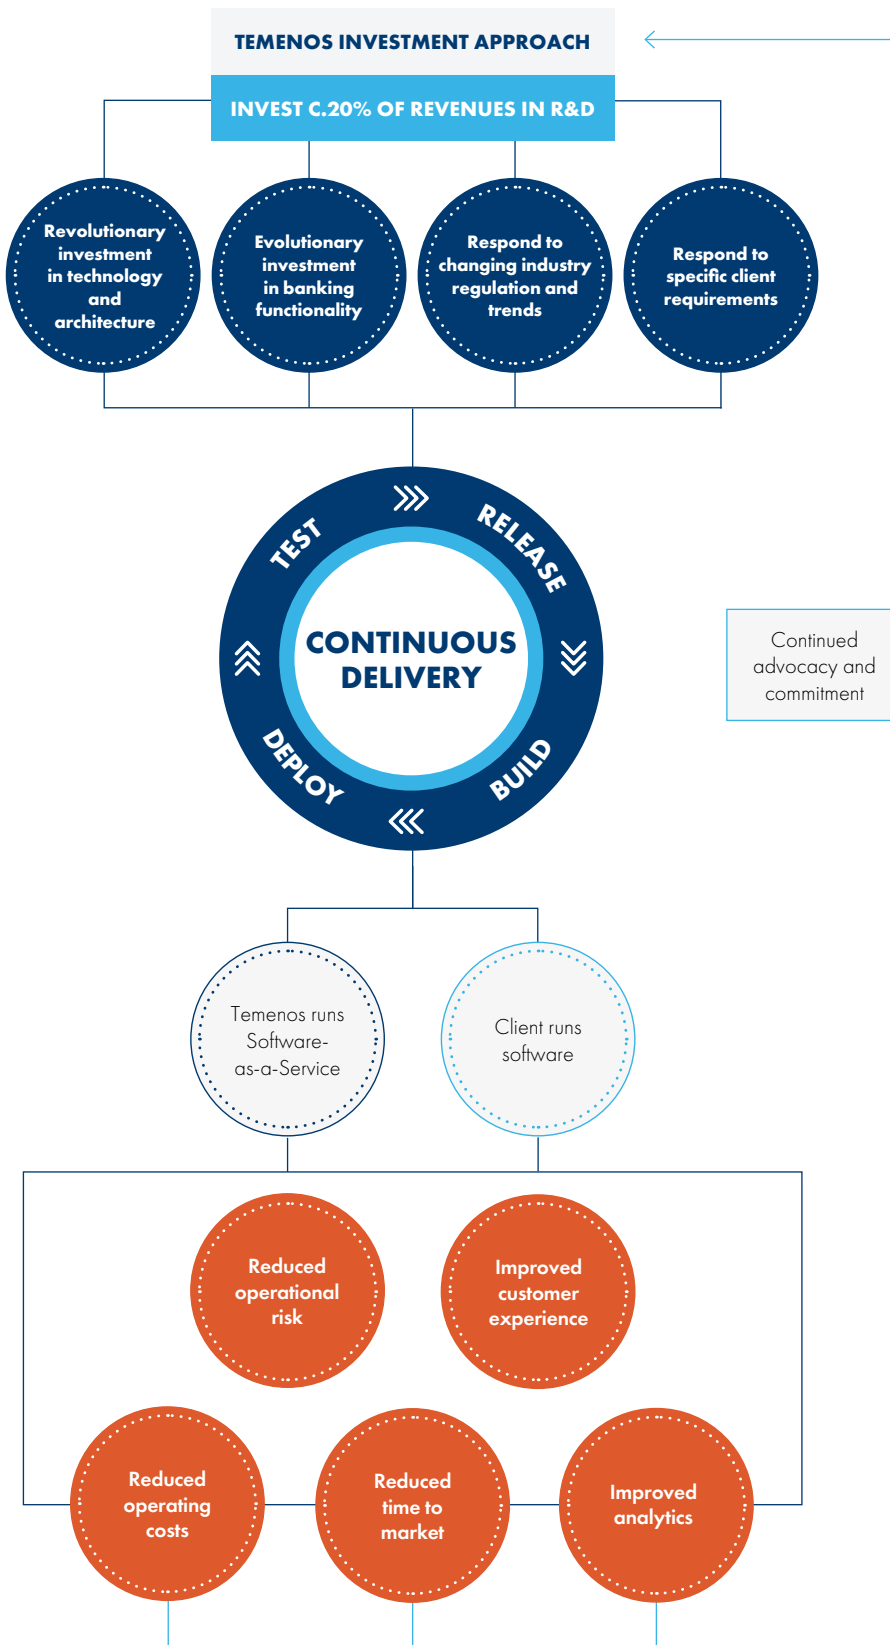 TEMENOS INVESTMENT APPROACH
INVEST C.20% OF REVENUES IN R&D
Revolutionary
investment
in technology
and
architecture
Evolutionary
investment
in banking
functionality
Respond to
changing industry
regulation and
trends
Respond to
specific client
requirements
TEST
RELEASE
CONTINUOUS
DELIVERY
DEPLOY
BUILD
Continued
advocacy and
commitment
Temenos runs
Software-
as-a-Service
Client runs
software
Reduced
operational
risk
Improved
customer
experience
Reduced
operating
costs
Reduced
time to
market
Improved
analytics